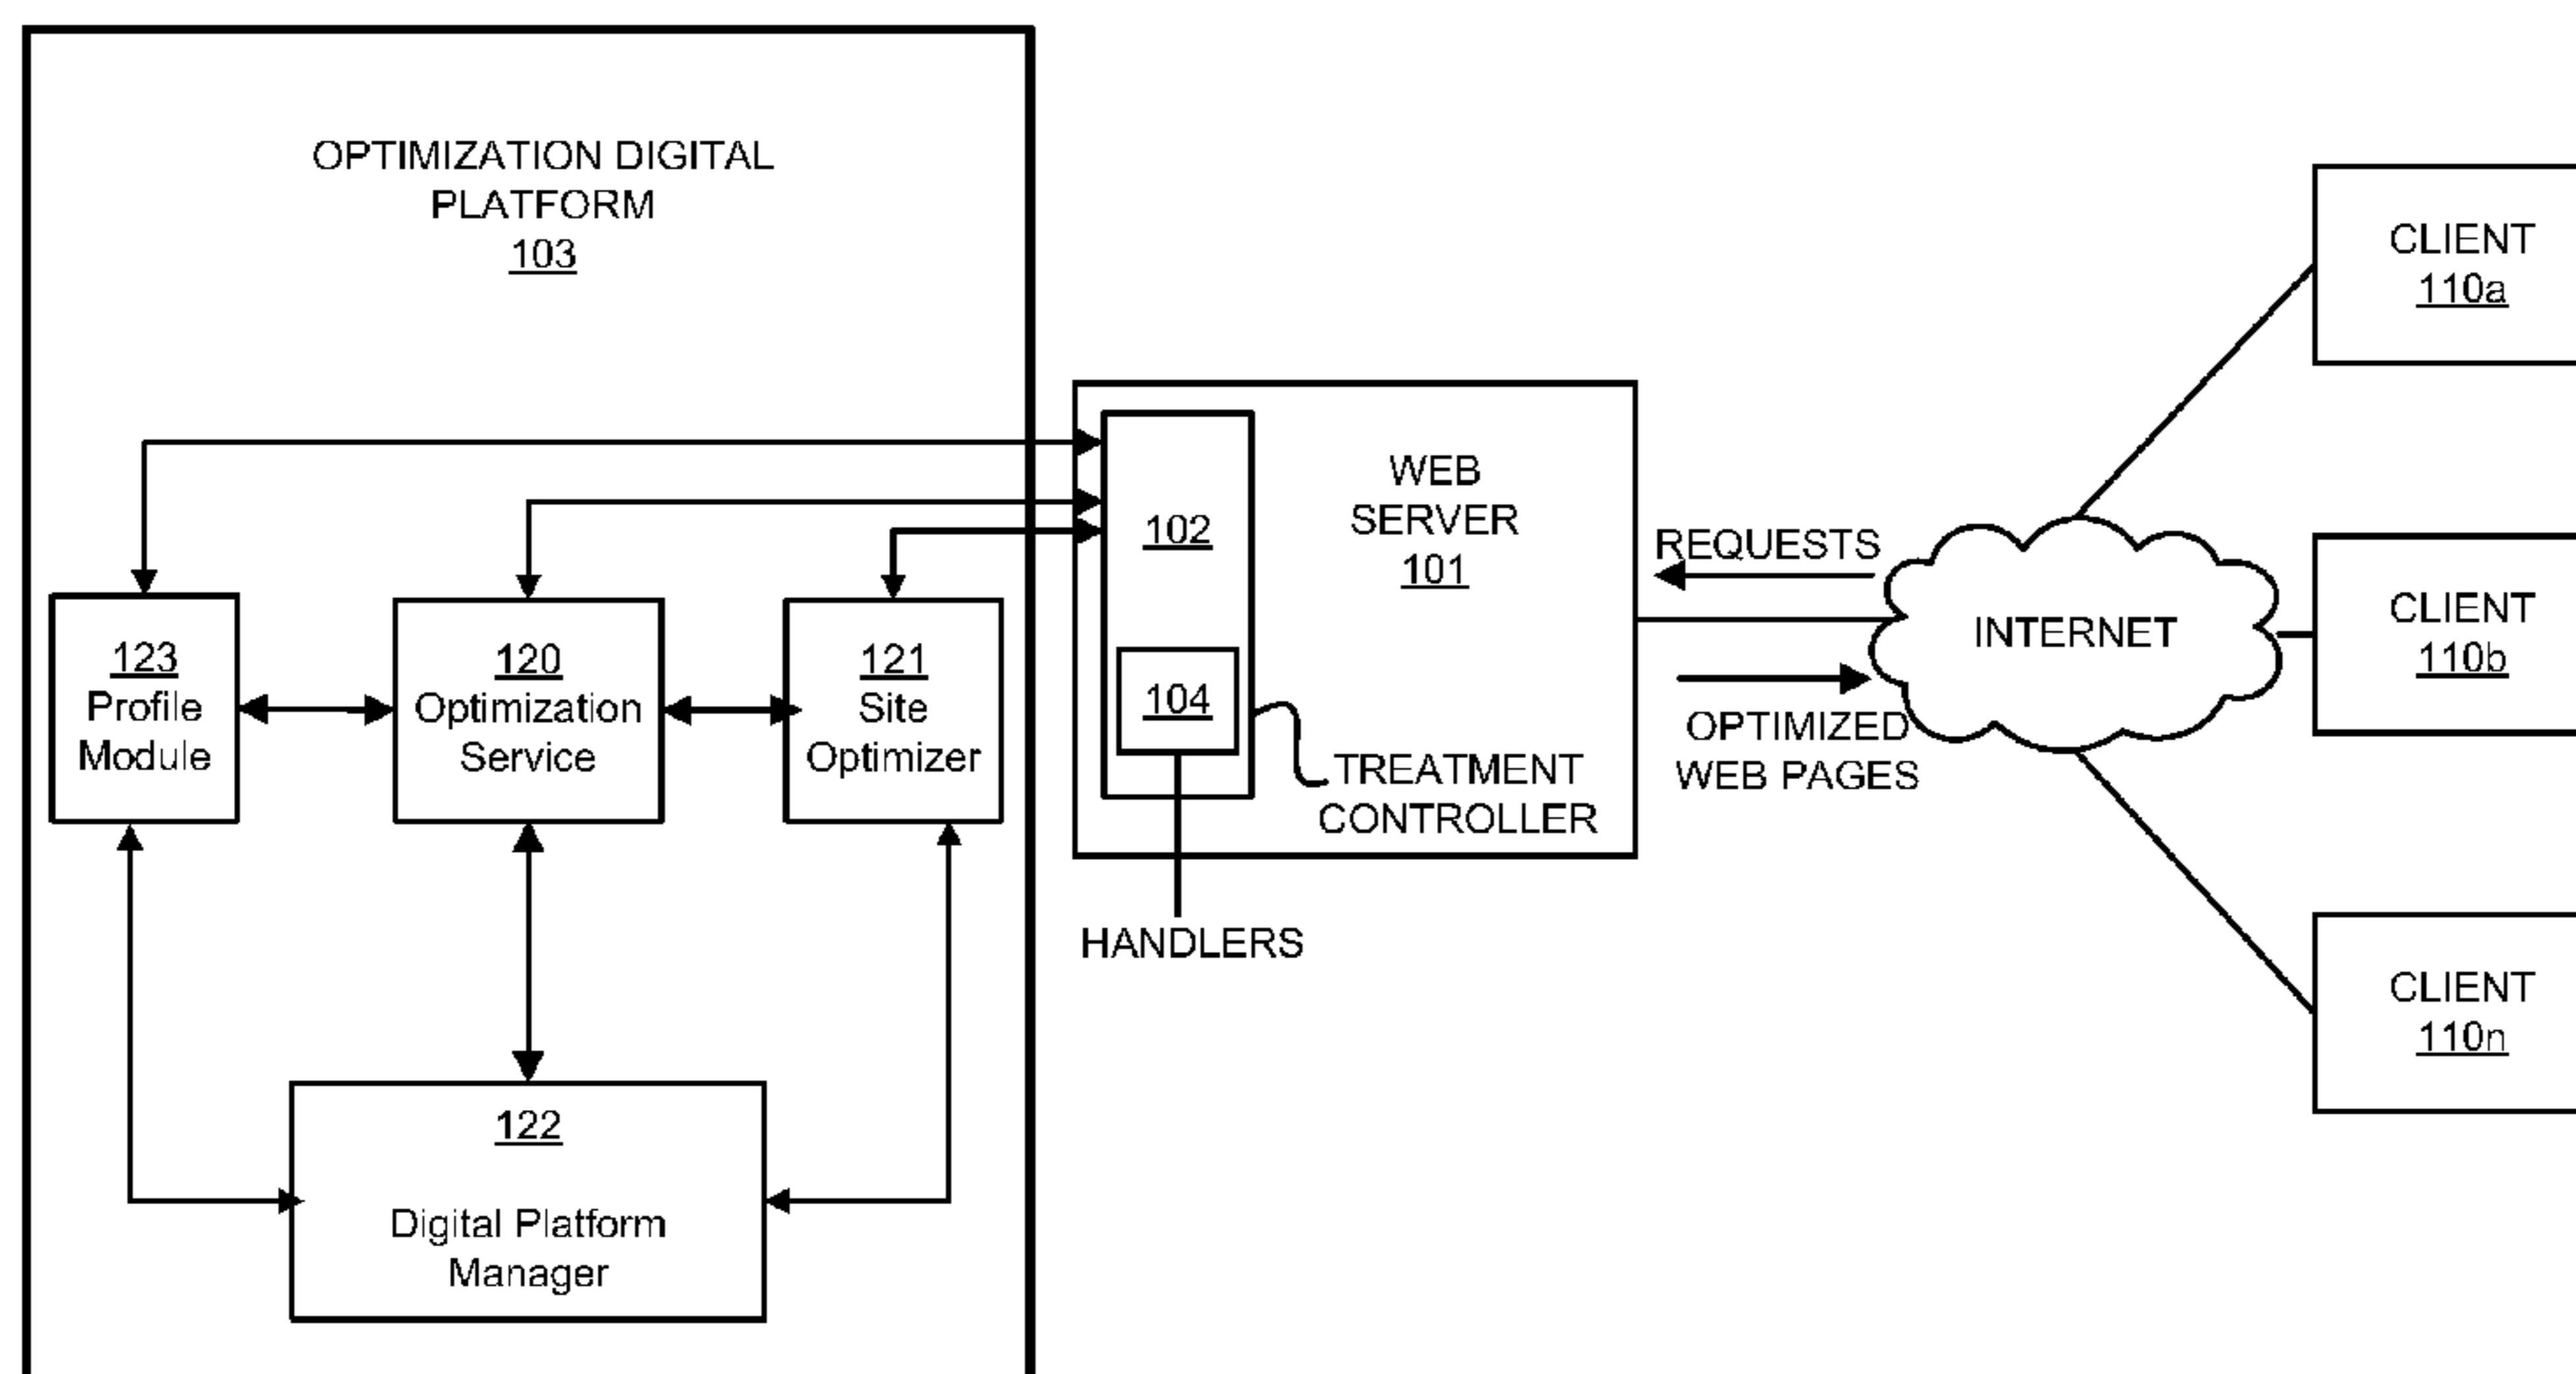 OPTIMIZATION DIGITAL
PLATFORM
103
123
Profile
Module
120
Optimization
Service
121
Site
Optimizer
122
Digital Platform
Manager
102
104
WEB
SERVER
101
TREATMENT
CONTROLLER
HANDLERS
REQUESTS
OPTIMIZED
WEB PAGES
INTERNET
CLIENT
110a
CLIENT
110b
CLIENT
110n